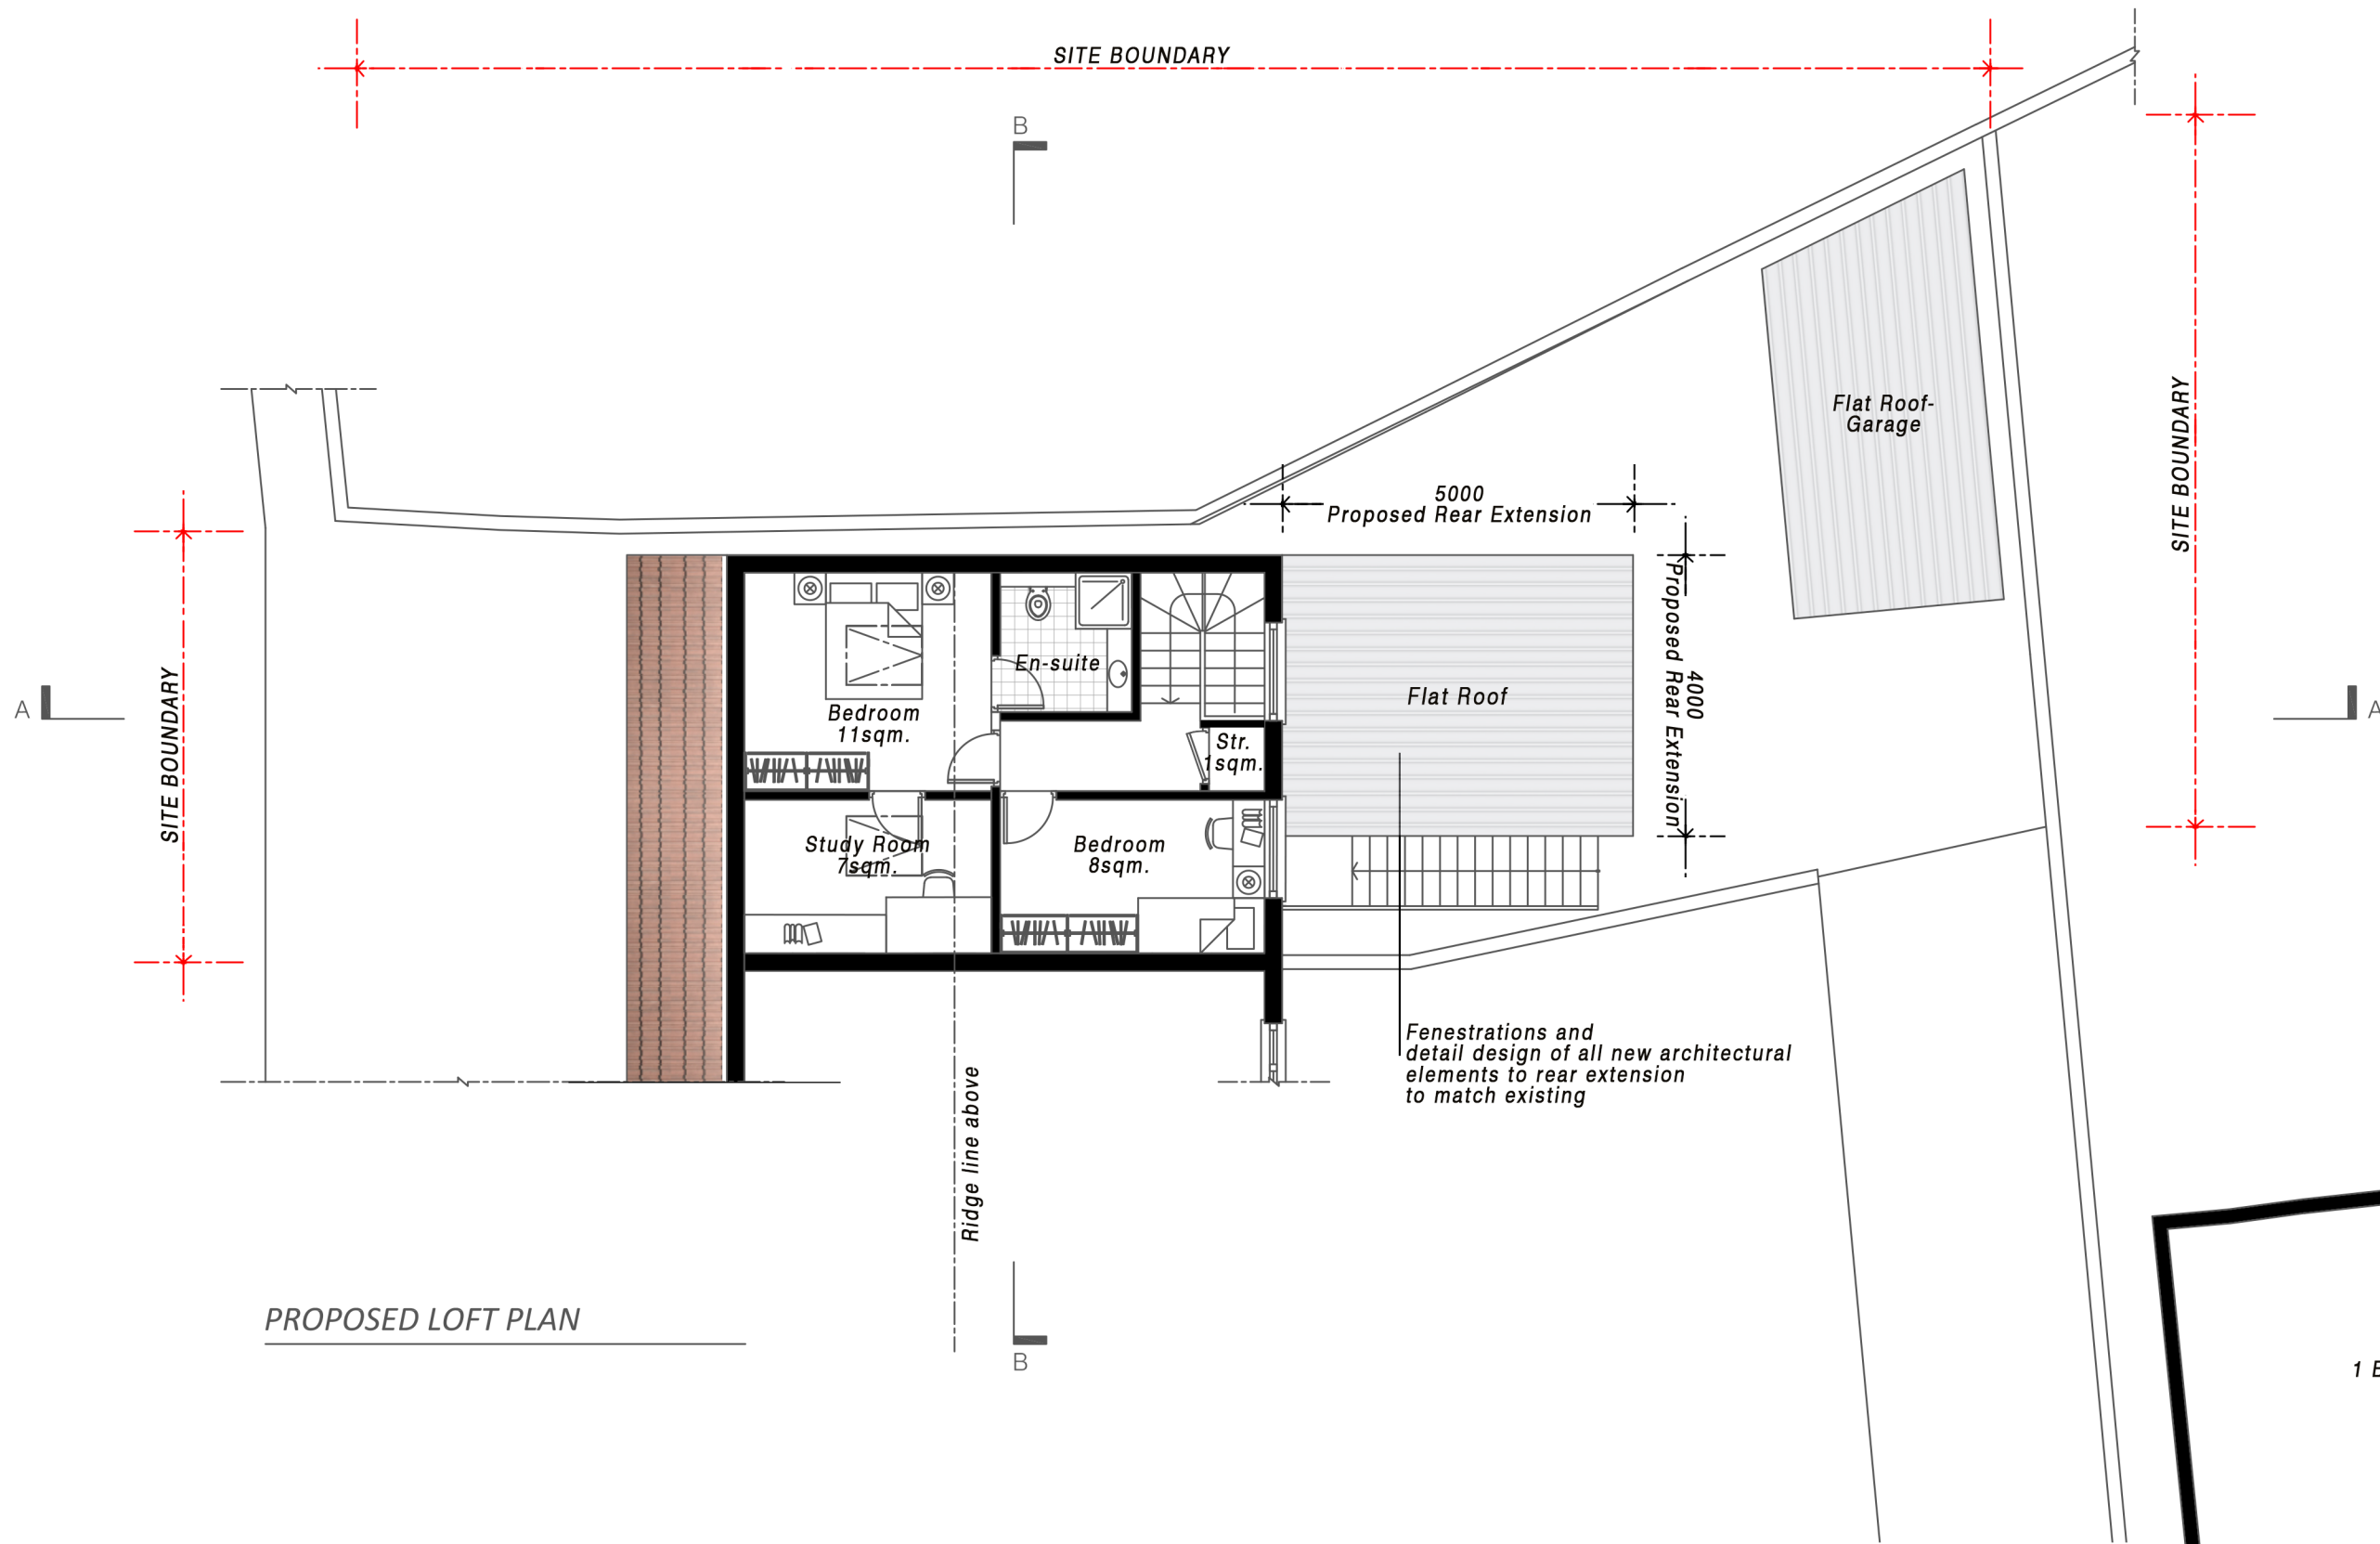 SITE BOUNDARY
B
SITE BOUNDARY
Flat Roof-
Garage
5000
Proposed Rear Extension
4000
Proposed Rear Extension
SITE BOUNDARY
A
A
En-suite
Bedroom
11sqm.
Flat Roof
Str.
1sqm.
Study Room
7sqm.
Bedroom
8sqm.
Fenestrations and
detail design of all new architectural
elements to rear extension
to match existing
Ridge line above
PROPOSED LOFT PLAN
B
1